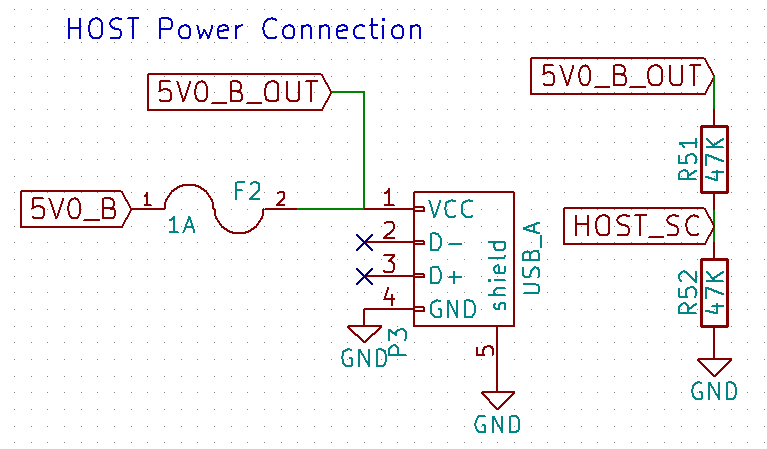 HOST Power Connection
5V0_B_OUT
5V0_B
1
1A
F2
2
1
VCC
2
D-
3
D+
4
GND
shield
USB_A
P3
GND
5
GND
5V0_B_OUT
R51
47K
HOST_SC
R52
47K
GND